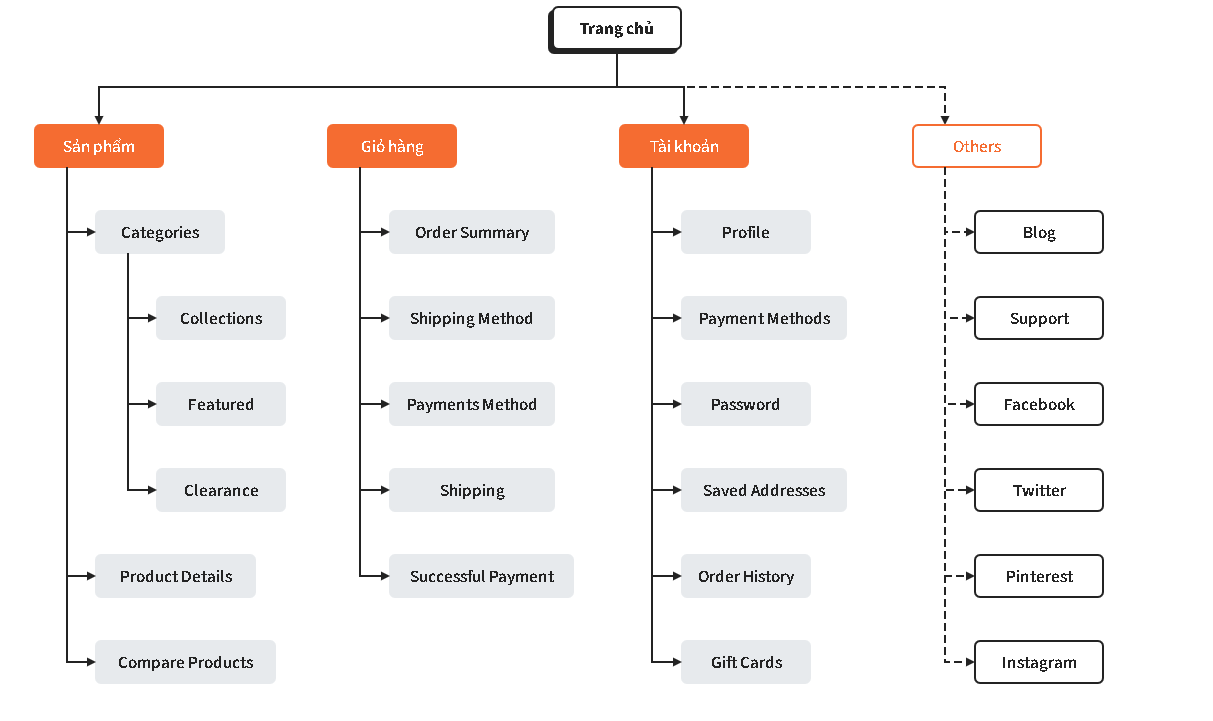 Trang chủ
Sản phẩm
Giỏ hàng
Tài khoản
Others
Categories
Order Summary
Profile
Blog
Collections
Shipping Method
Payment Methods
Support
Featured
Payments Method
Password
Facebook
Clearance
Shipping
Saved Addresses
Twitter
Product Details
Successful Payment
Order History
Pinterest
Compare Products
Gift Cards
Instagram